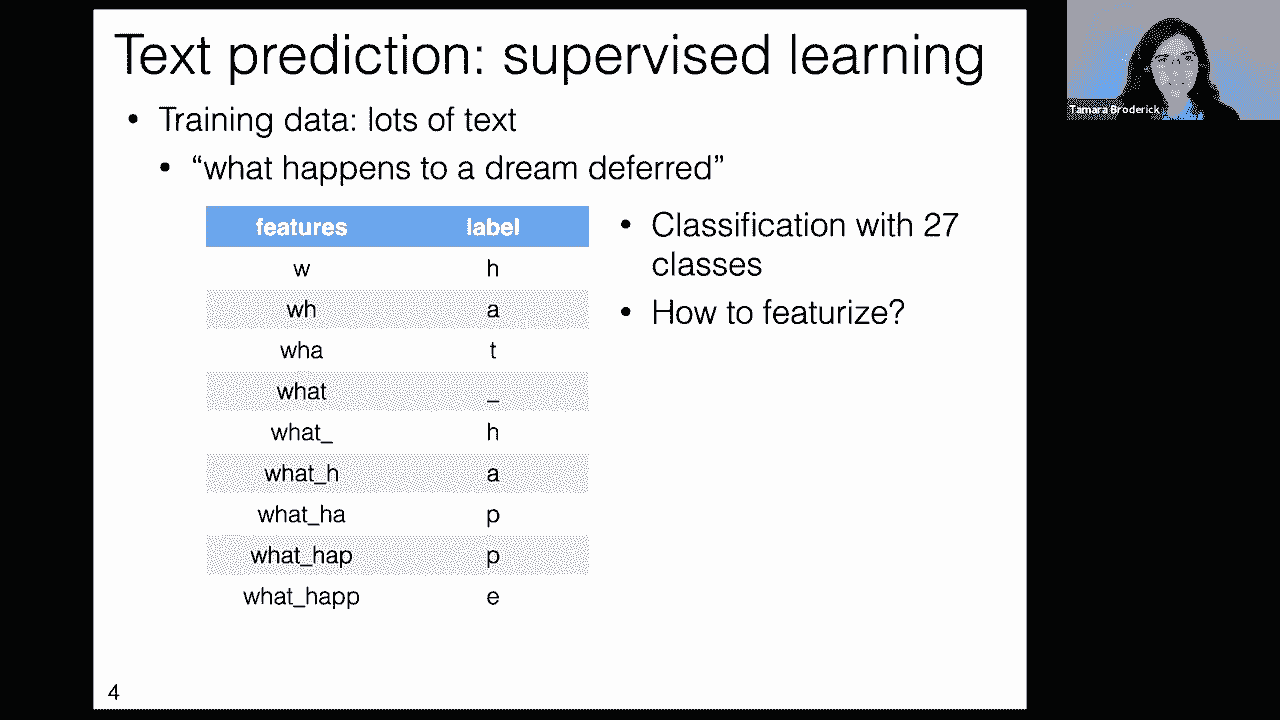 Text prediction: supervised learning
• Training data: lots of text
• “what happens to a dream deferred”
features label
w h
wh a
wha t
what _
what_ h
what_h a
what_ha p
what_hap p
what_happ e
• Classification with 27
classes
• How to featurize?
4
Tamara Broderick